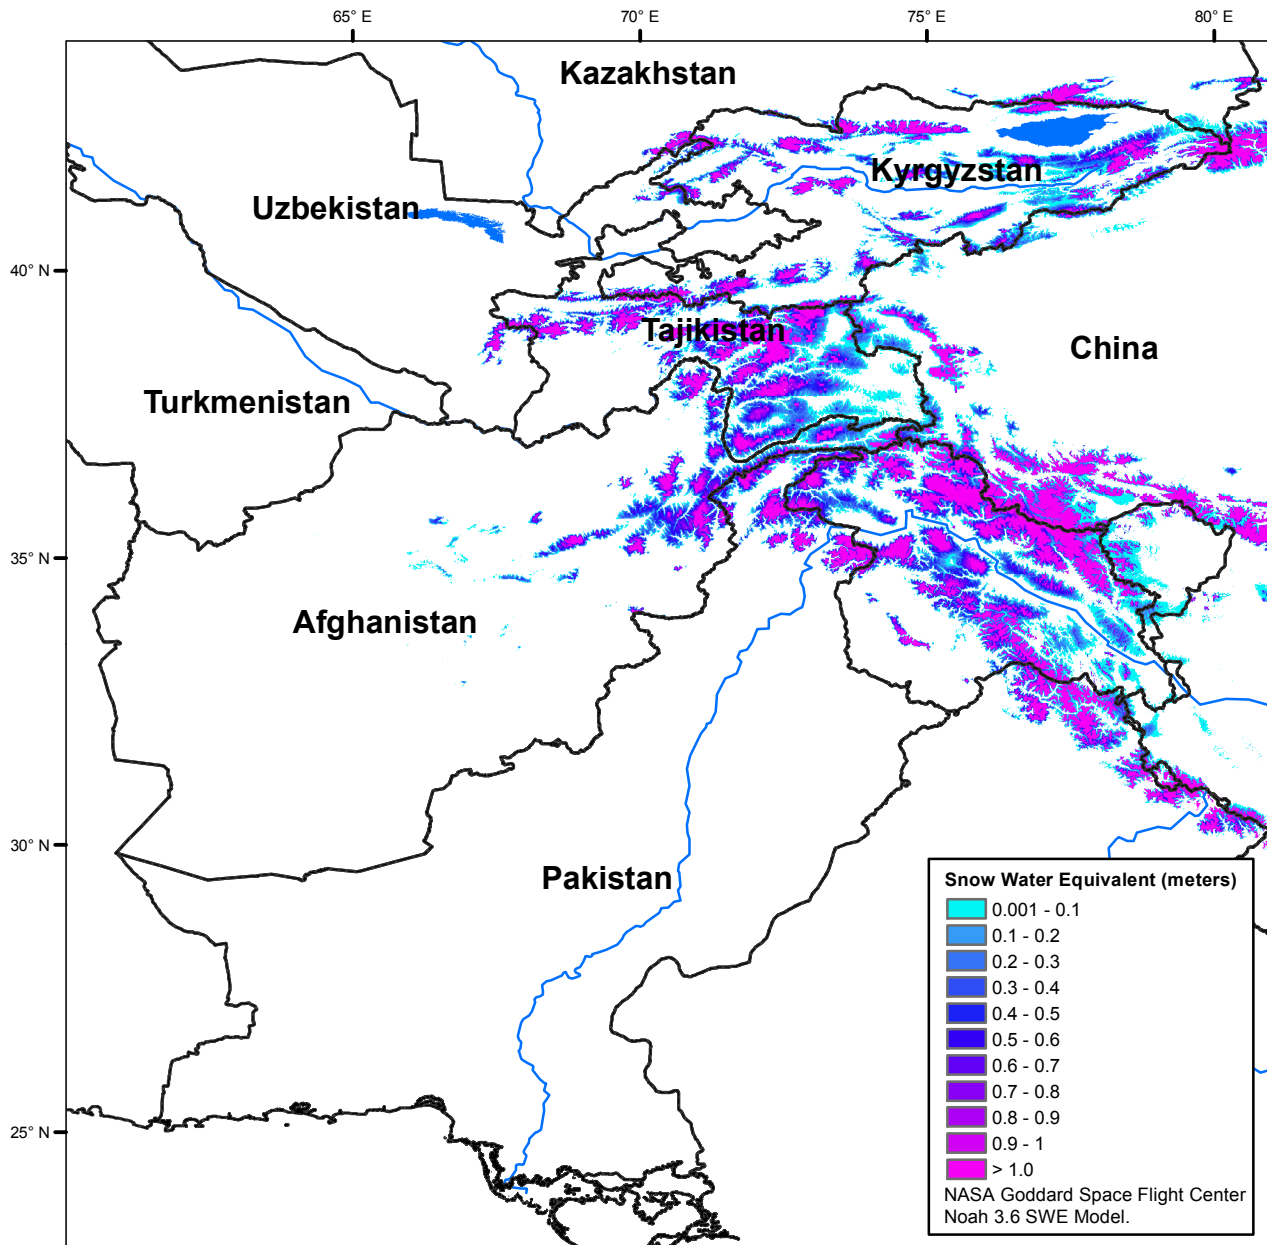 65° E
70° E
75° E
80° E
Kazakhstan
Kyrgyzstan
Uzbekistan
40° N
Tajikistan
China
Turkmenistan
35° N
Afghanistan
30° N
Pakistan
25° N
Snow Water Equivalent (meters)
0.001 - 0.1
0.1 - 0.2
0.2 - 0.3
0.3 - 0.4
0.4 - 0.5
0.5 - 0.6
0.6 - 0.7
0.7 - 0.8
0.8 - 0.9
0.9 - 1
> 1.0
NASA Goddard Space Flight Center
Noah 3.6 SWE Model.